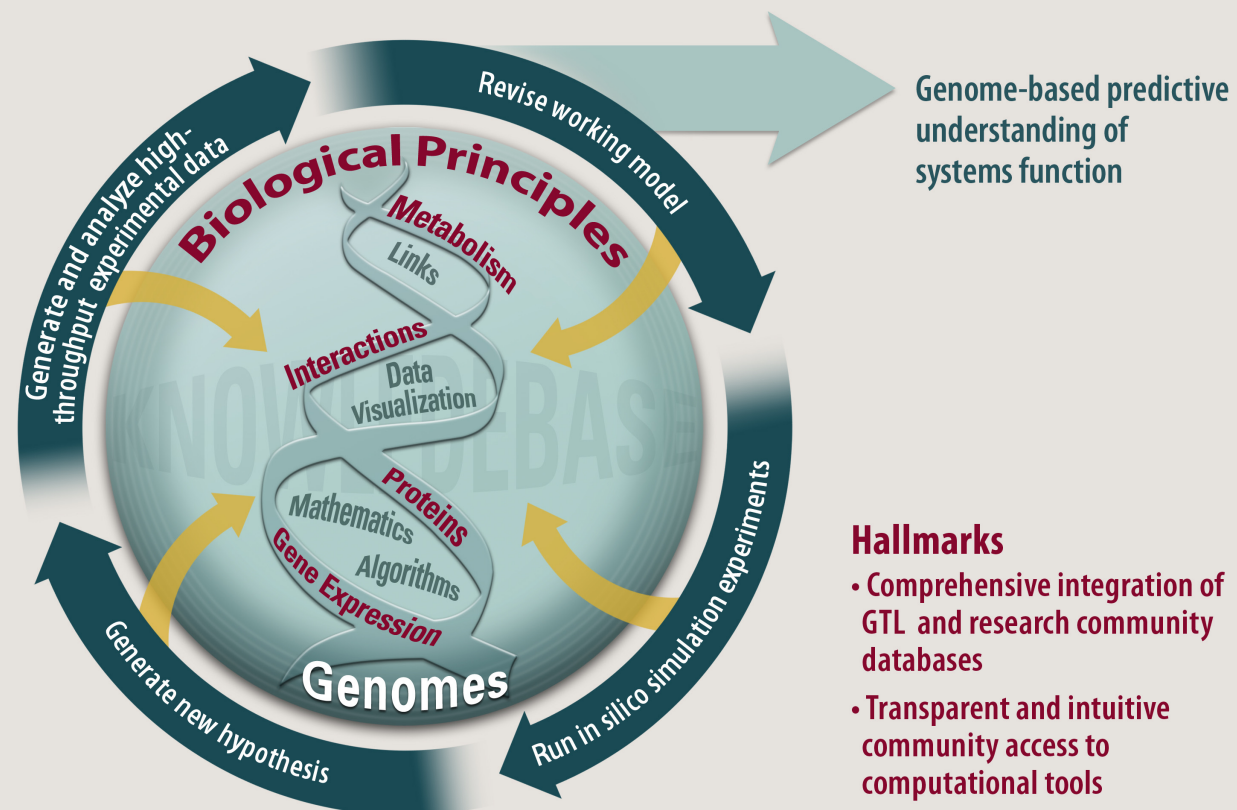 Revise working model
Genome-based predictive
understanding of
systems function
Generate and analyze high-
throughput experimental data
Biological Principles
Metabolism
Links
Interactions
Data
Visualization
KNOWLEDGEBASE
Proteins
Mathematics
Algorithms
Gene Expression
Genomes
Run in silico simulation experiments
Generate new hypothesis
Hallmarks
• Comprehensive integration of
GTL and research community
databases
• Transparent and intuitive
community access to
computational tools